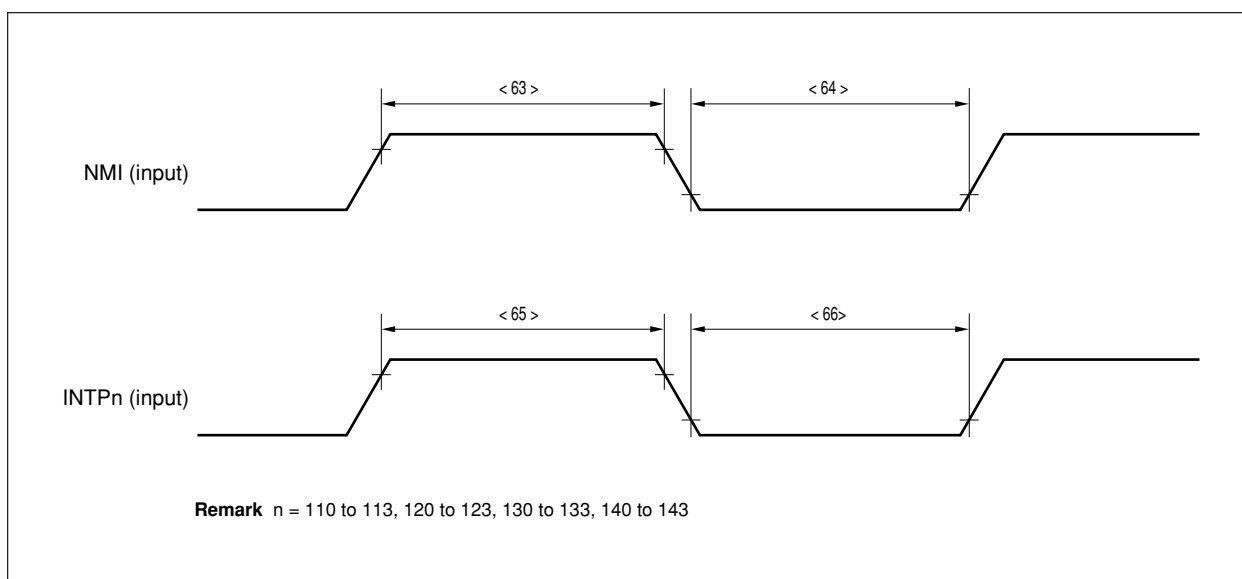 < 63 >
< 64 >
NMI (input)
< 65 >
< 66>
INTPn (input)
Remark n = 110 to 113, 120 to 123, 130 to 133, 140 to 143